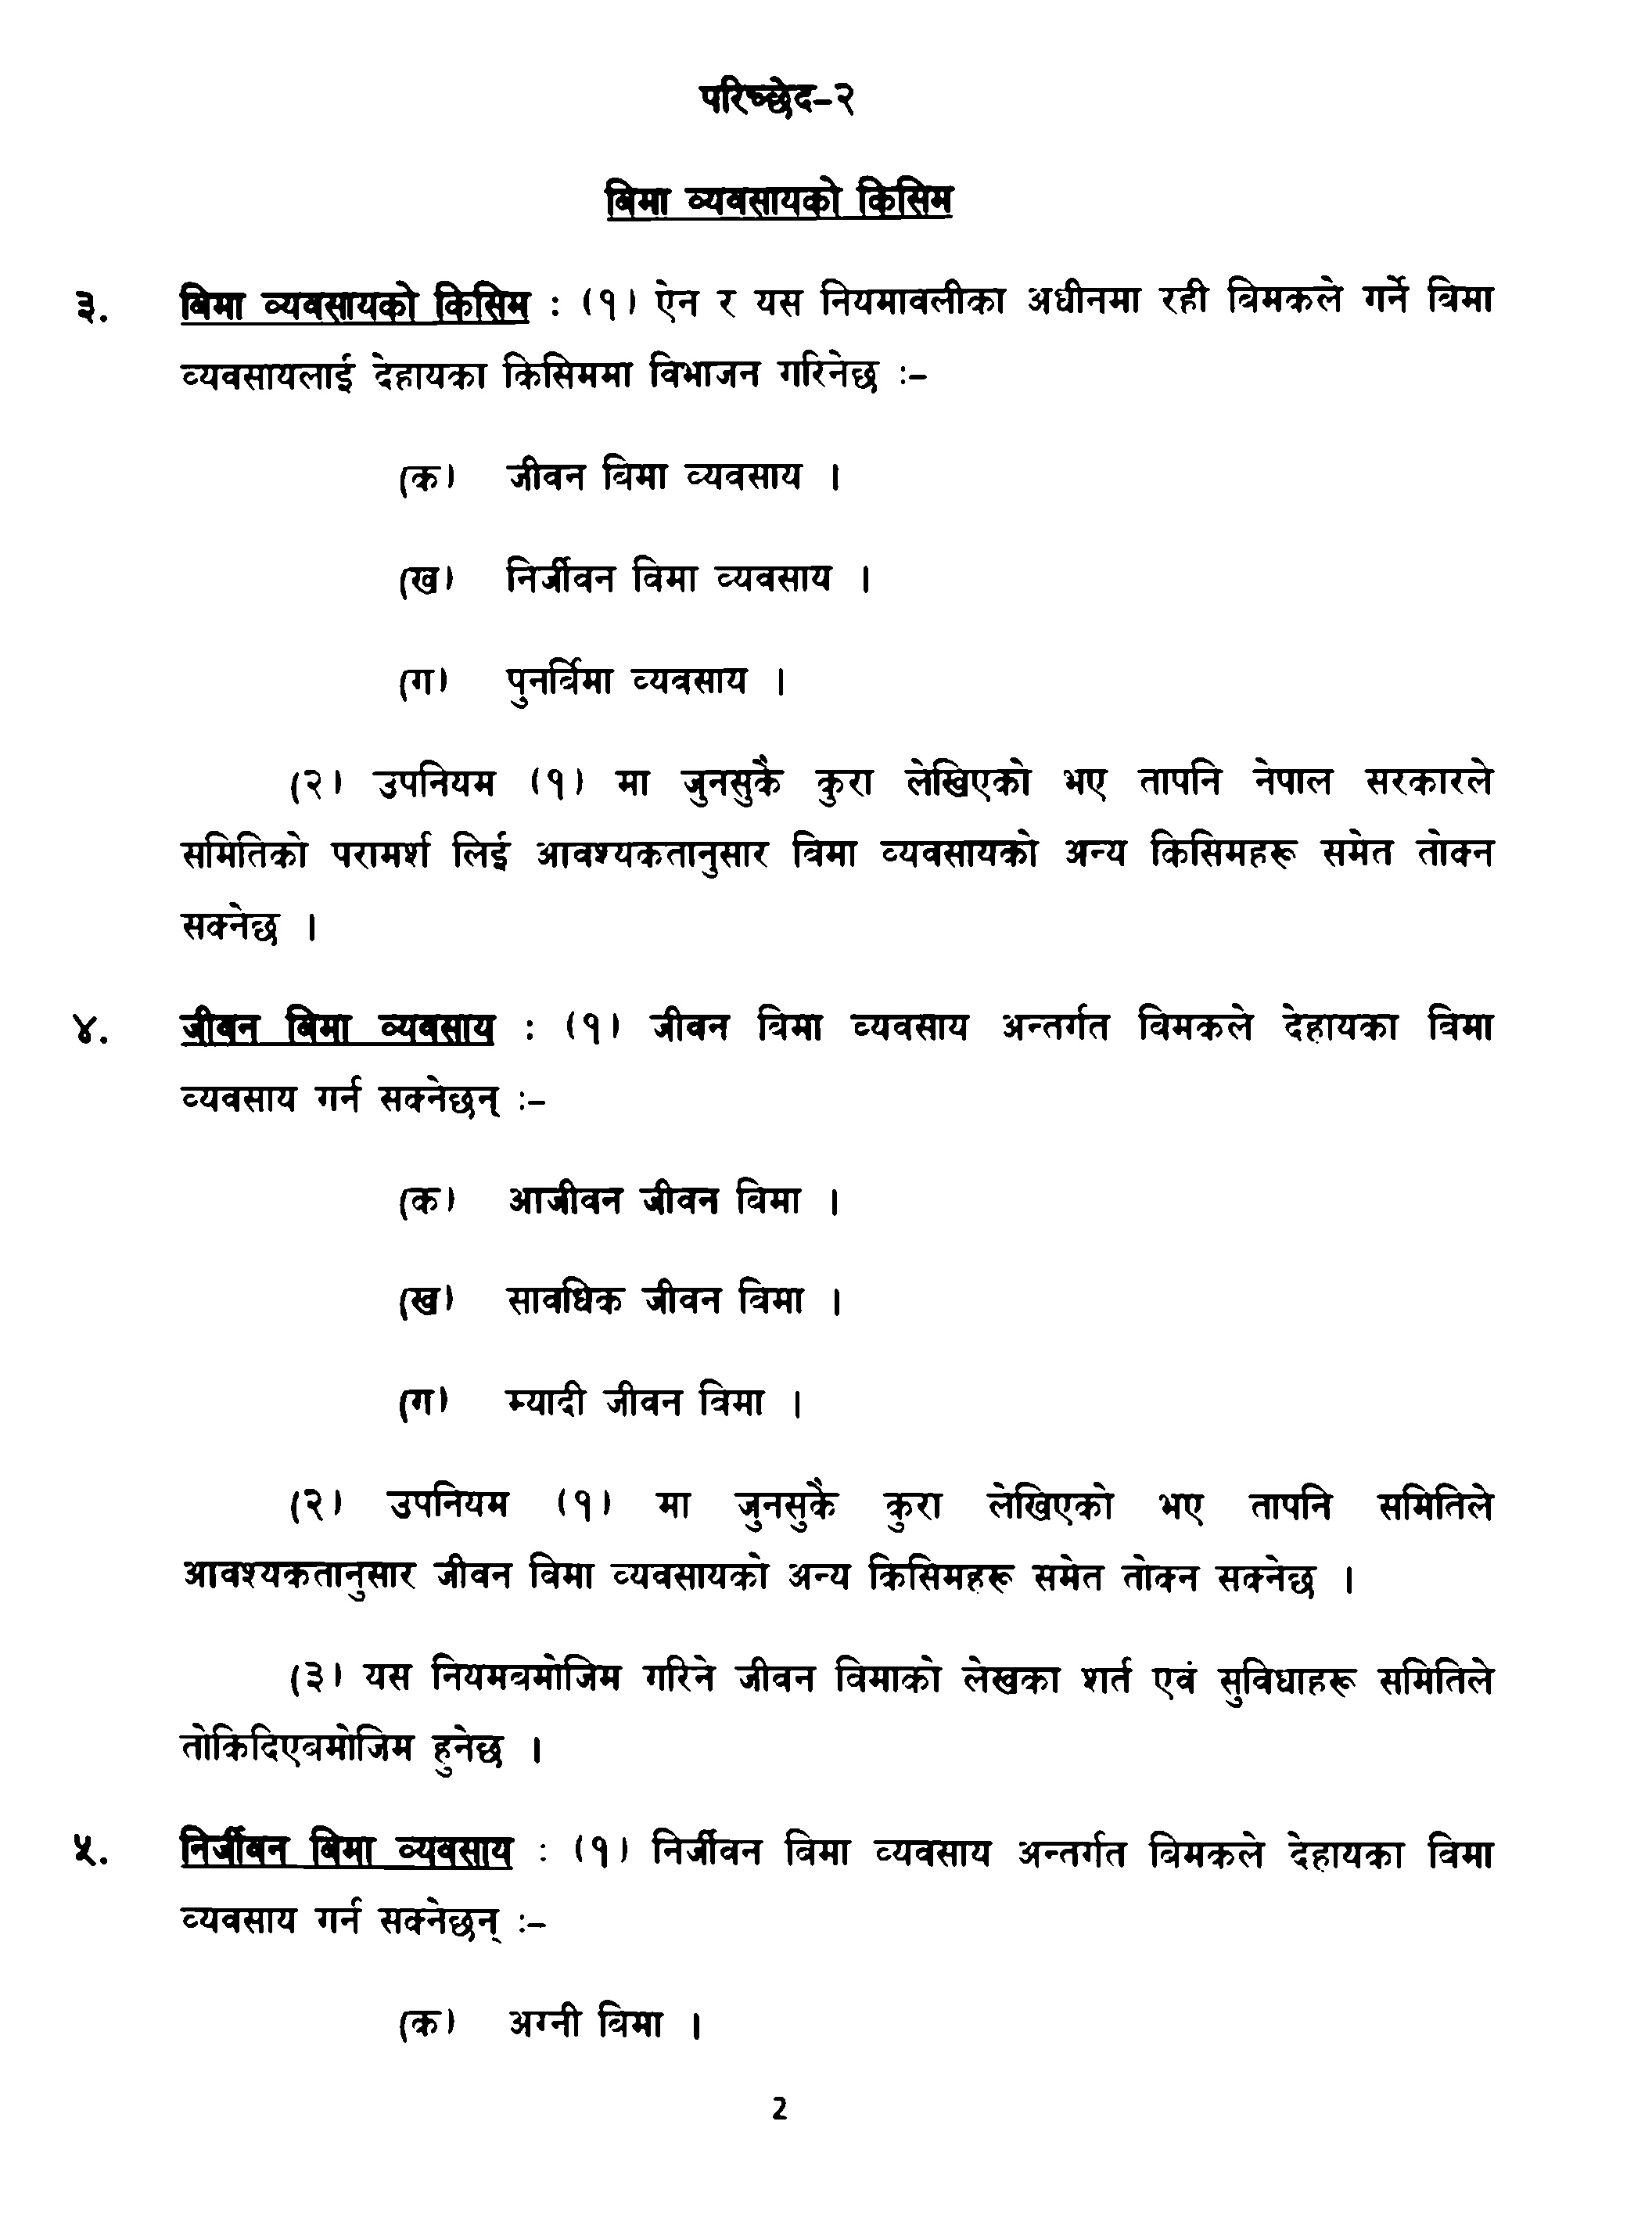 परिच्छेद–२
बिमा व्यवसायको किसिम
३. बिमा व्यवसायको किसिम : (१) ऐन र यस नियमावलीका अधीनमा रही बिमकले गर्ने बिमा
व्यवसायलाई देहायका किसिममा विभाजन गरिनेछ :–
(क) जीवन बिमा व्यवसाय ।
(ख) निर्जीवन बिमा व्यवसाय ।
(ग) पुनर्बिमा व्यवसाय ।
(२) उपनियम (१) मा जुनसुकै कुरा लेखिएको भए तापनि नेपाल सरकारले
समितिको परामर्श लिई आवश्यकतानुसार बिमा व्यवसायको अन्य किसिमहरू समेत तोक्न
सक्नेछ ।
४. जीवन बिमा व्यवसाय : (१) जीवन बिमा व्यवसाय अन्तर्गत बिमकले देहायका बिमा
व्यवसाय गर्न सक्नेछन् :–
(क) आजीवन जीवन बिमा ।
(ख) सावधिक जीवन बिमा ।
(ग) म्यादी जीवन बिमा ।
(२) उपनियम (१) मा जुनसुकै कुरा लेखिएको भए तापनि समितिले
आवश्यकतानुसार जीवन बिमा व्यवसायको अन्य किसिमहरू समेत तोक्न सक्नेछ ।
(३) यस नियमबमोजिम गरिने जीवन बिमाको लेखका शर्त एवं सुविधाहरू समितिले
तोकिदिएबमोजिम हुनेछ ।
५. निर्जीवन बिमा व्यवसाय : (१) निर्जीवन बिमा व्यवसाय अन्तर्गत बिमकले देहायका बिमा
व्यवसाय गर्न सक्नेछन् :–
(क) अग्नी बिमा ।
2